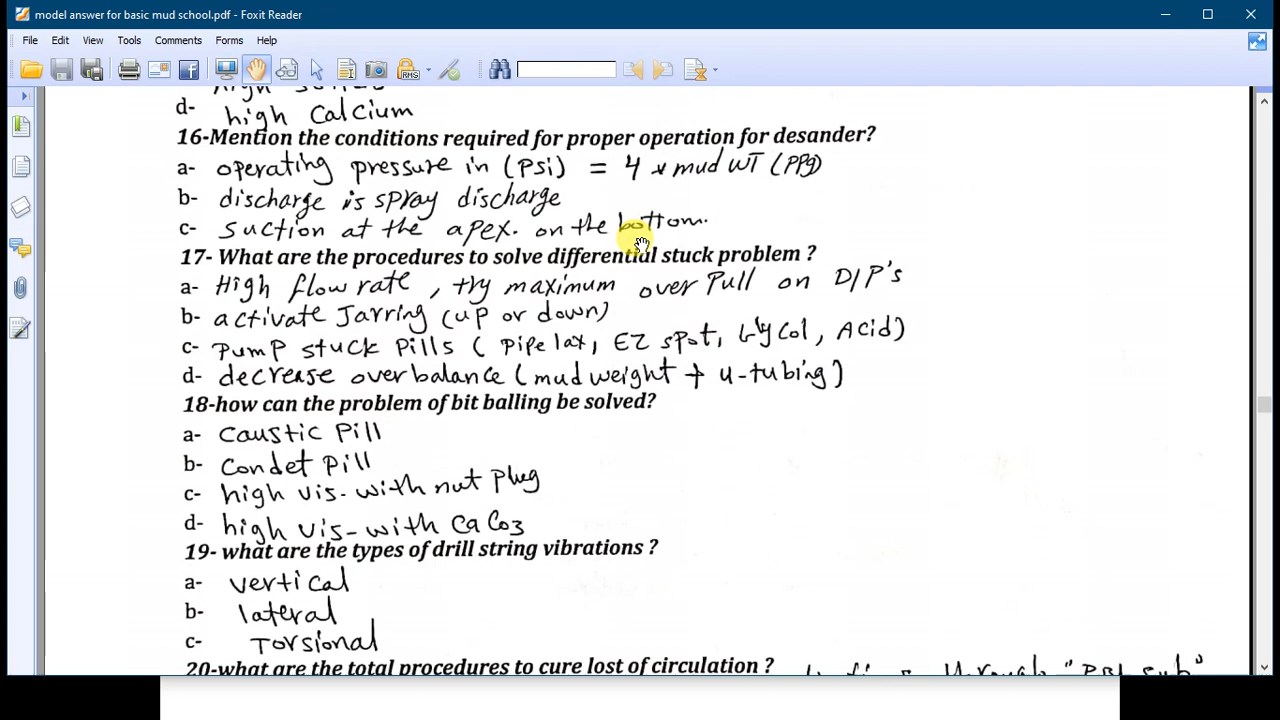 model answer for basic mud school.pdf - Foxit Reader
File Edit View Tools Comments Forms Help
d- high Calcium
16-Mention the conditions required for proper operation for desander?
a- operating pressure in (Psi) = 4 * mud WT (PPg)
b- discharge is spray discharge
c- suction at the apex. on the bottom.
17- What are the procedures to solve differential stuck problem ?
a- High flow rate , try maximum over Pull on D/P's
b- activate Jarring (up or down)
c- Pump stuck Pills ( Pipe lax, EZ spot, Glycol, Acid)
d- decrease over balance (mud weight + u-tubing)
18-how can the problem of bit balling be solved?
a- Caustic Pill
b- Condet Pill
c- high vis- with nut plug
d- high vis- with CaCo3
19- what are the types of drill string vibrations ?
a- vertical
b- lateral
c- Torsional
20-what are the total procedures to cure lost of circulation ? through "PBL sub"